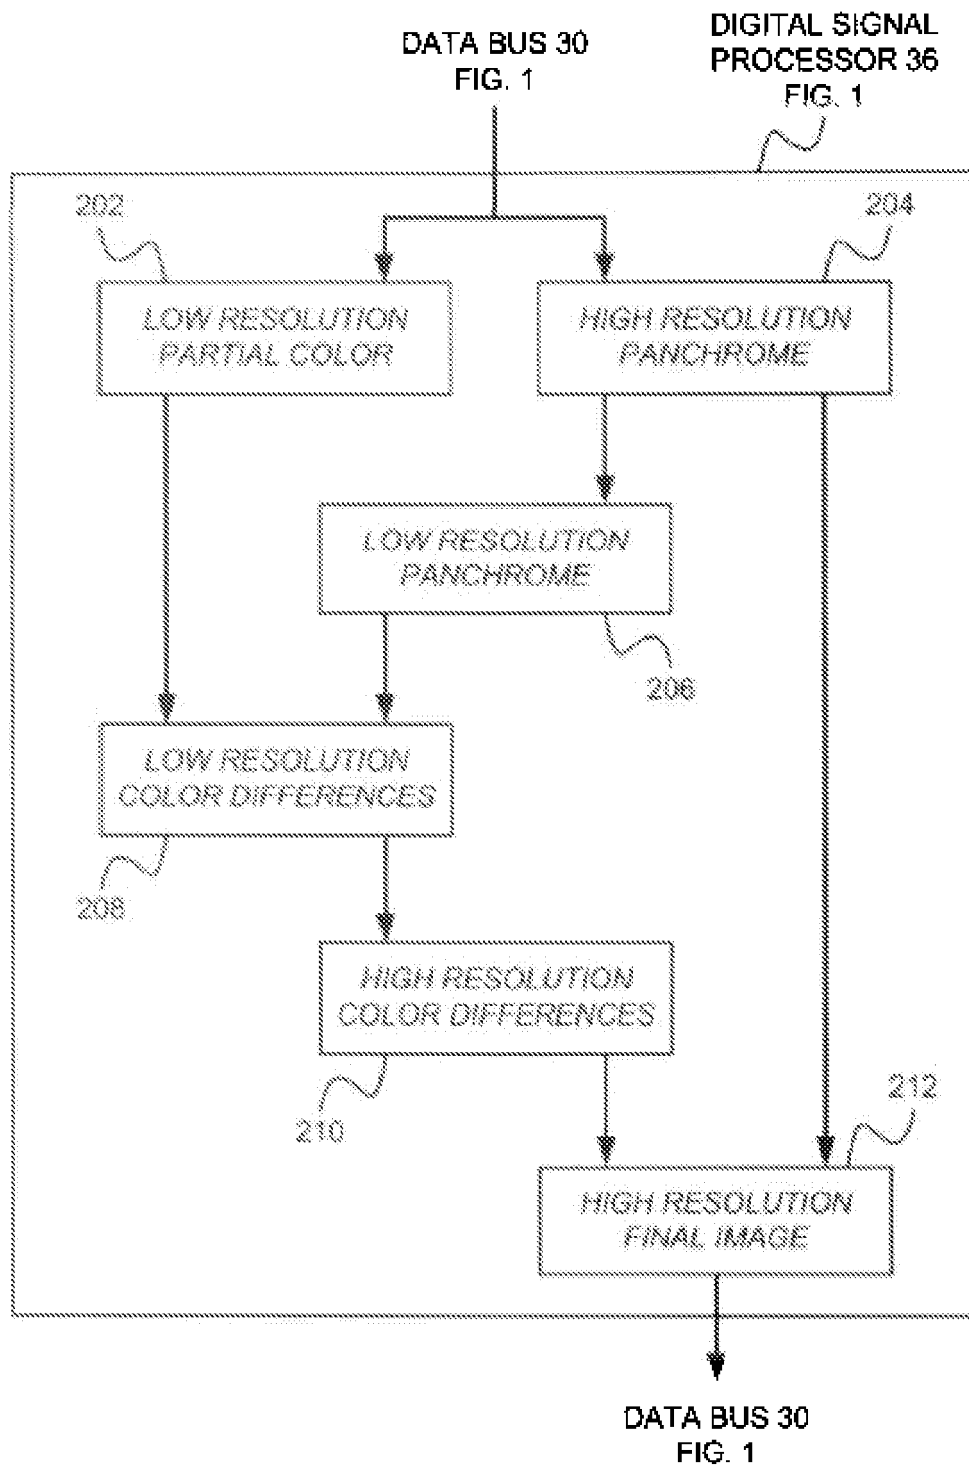 DATA BUS 30
FIG. 1
DIGITAL SIGNAL
PROCESSOR 36
FIG. 1
202
204
LOW RESOLUTION
PARTIAL COLOR
HIGH RESOLUTION
PANCHROME
LOW RESOLUTION
PANCHROME
206
LOW RESOLUTION
COLOR DIFFERENCES
208
HIGH RESOLUTION
COLOR DIFFERENCES
210
212
HIGH RESOLUTION
FINAL IMAGE
DATA BUS 30
FIG. 1